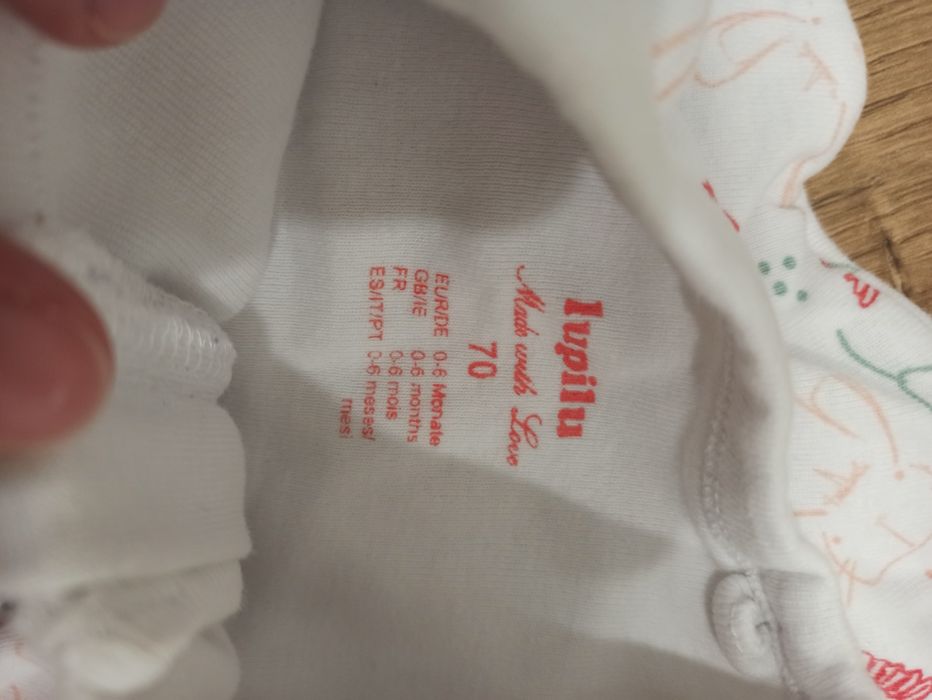 lupilu
Made with Love
70
EUR/DE 0-6 Monate
GB/IE 0-6 months
FR 0-6 mois
ES/IT/PT 0-6 meses/
mesi